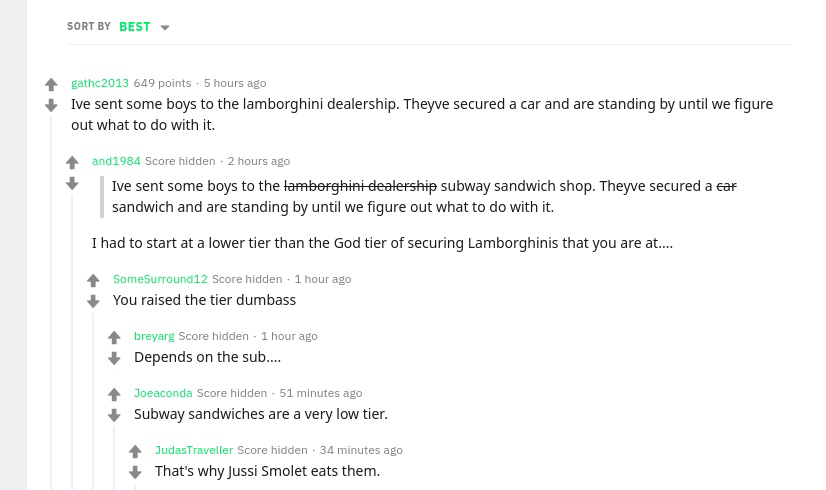 SORT BY BEST
gathc2013 649 points · 5 hours ago
Ive sent some boys to the lamborghini dealership. Theyve secured a car and are standing by until we figure
out what to do with it.
and1984 Score hidden · 2 hours ago
Ive sent some boys to the lamborghini dealership subway sandwich shop. Theyve secured a car
sandwich and are standing by until we figure out what to do with it.
I had to start at a lower tier than the God tier of securing Lamborghinis that you are at....
SomeSurround12 Score hidden · 1 hour ago
You raised the tier dumbass
breyarg Score hidden · 1 hour ago
Depends on the sub....
Joeaconda Score hidden · 51 minutes ago
Subway sandwiches are a very low tier.
JudasTraveller Score hidden · 34 minutes ago
That's why Jussi Smolet eats them.